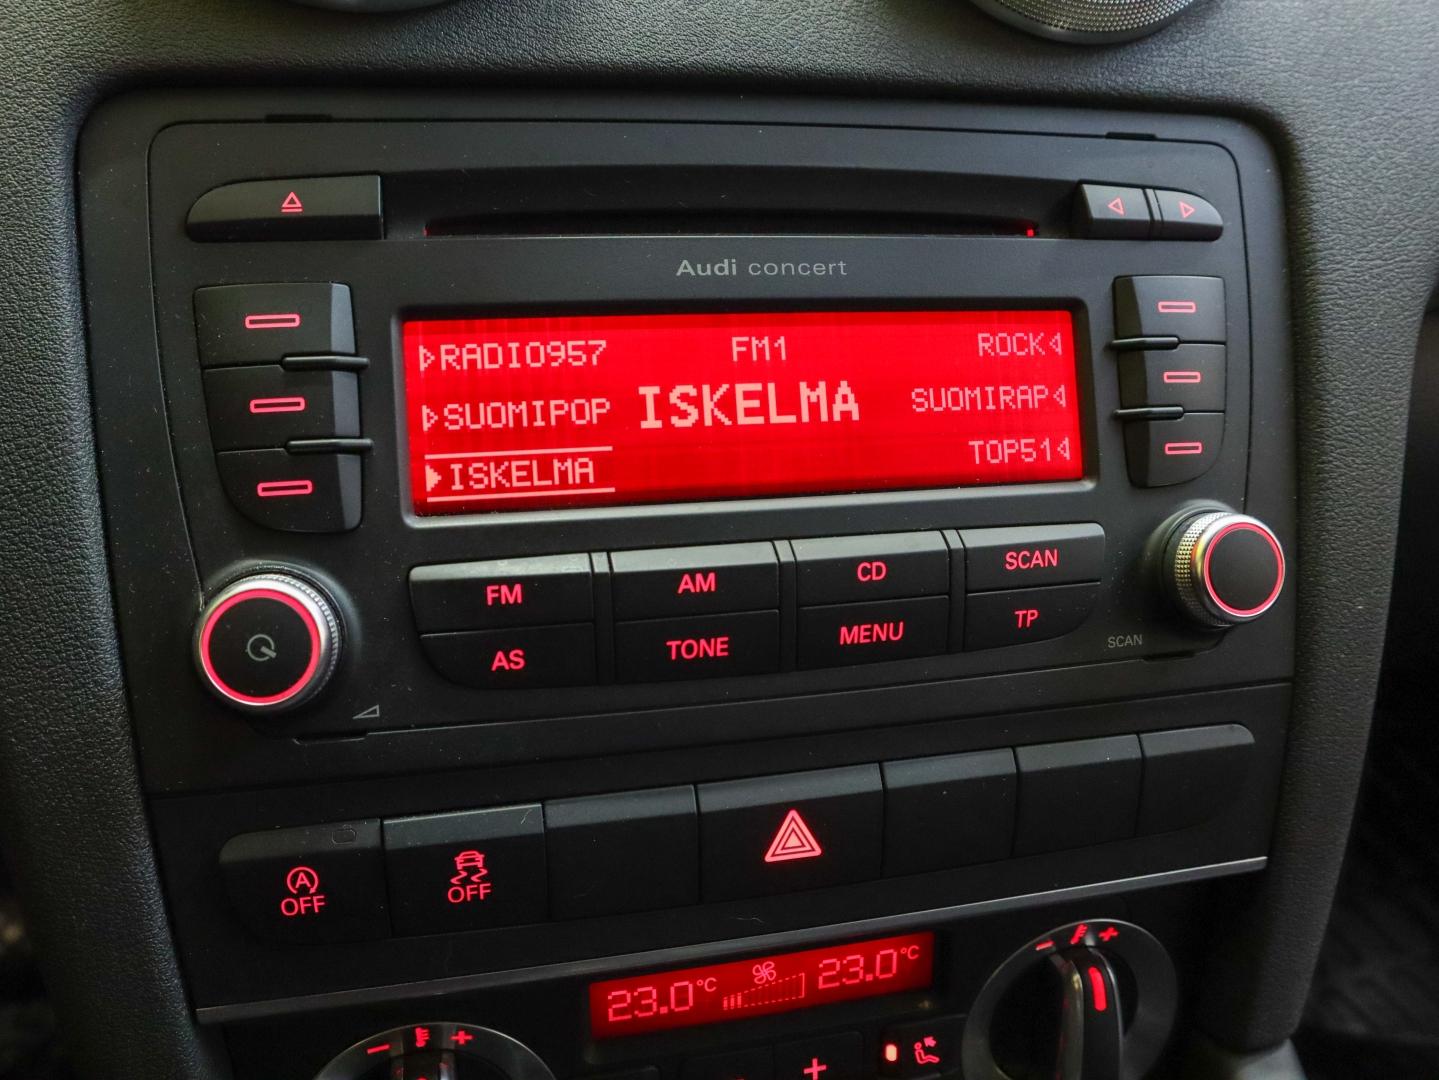 Audi concert
RADIO957
FM1
ROCK
SUOMIPOP
ISKELMA
SUOMIRAP
ISKELMA
TOP51
FM
AM
CD
SCAN
AS
TONE
MENU
TP
SCAN
A
OFF
OFF
23.0°C
23.0°C
- +
- +
+